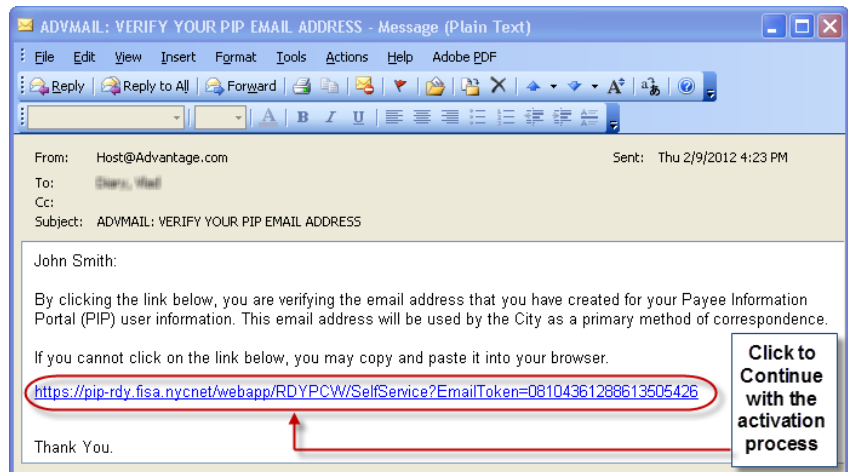 ADVMAIL: VERIFY YOUR PIP EMAIL ADDRESS - Message (Plain Text)
File Edit View Insert Format Tools Actions Help Adobe PDF
Reply Reply to All Forward
A B I U
From: Host@Advantage.com Sent: Thu 2/9/2012 4:23 PM
To:
Cc:
Subject: ADVMAIL: VERIFY YOUR PIP EMAIL ADDRESS
John Smith:
By clicking the link below, you are verifying the email address that you have created for your Payee Information
Portal (PIP) user information. This email address will be used by the City as a primary method of correspondence.
If you cannot click on the link below, you may copy and paste it into your browser.
https://pip-rdy.fisa.nycnet/webapp/RDYPCW/SelfService?EmailToken=08104361288613505426
Click to
Continue
with the
activation
process
Thank You.